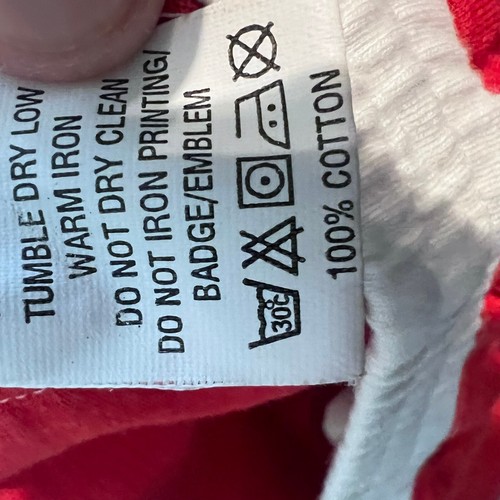 TUMBLE DRY LOW
WARM IRON
DO NOT DRY CLEAN
DO NOT IRON PRINTING/
BADGE/EMBLEM
30°C
100% COTTON